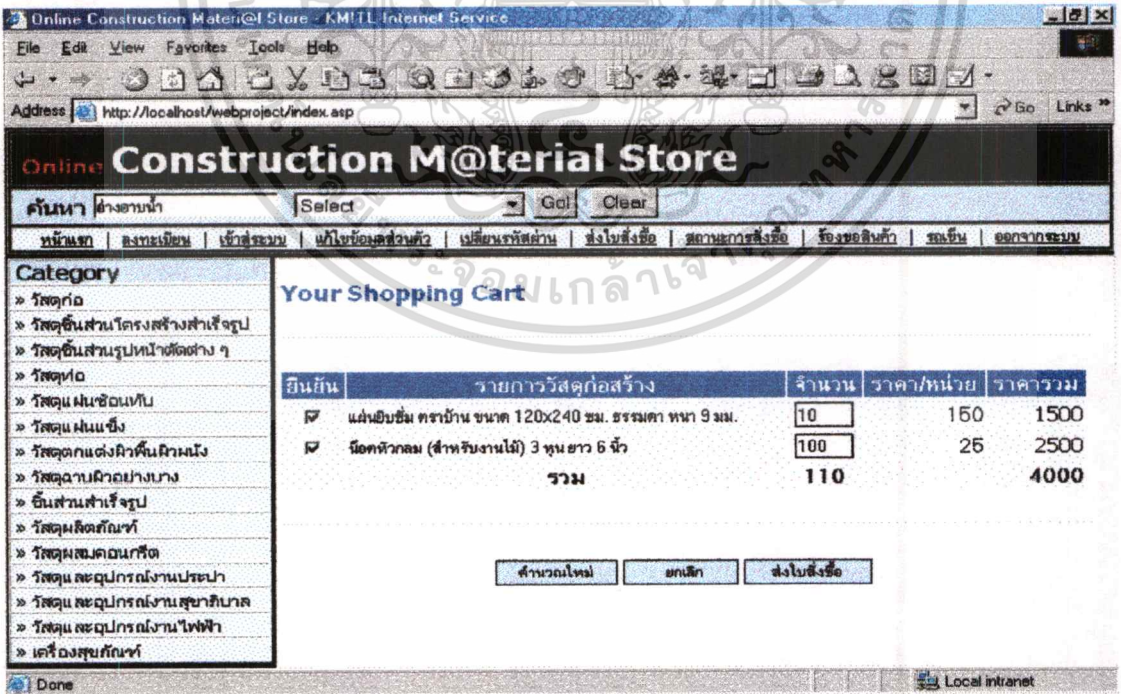 Online Construction Materi@l Store - KMITL Internet Service
File Edit View Favorites Tools Help
Address http://localhost/webproject/index.asp Go Links »
Online Construction M@terial Store
ค้นหา อ่างอาบน้ำ Select Go! Clear
หน้าแรก | ลงทะเบียน | เข้าสู่ระบบ | แก้ไขข้อมูลส่วนตัว | เปลี่ยนรหัสผ่าน | ส่งใบสั่งซื้อ | สถานะการสั่งซื้อ | ร้องขอสินค้า | รถเข็น | ออกจากระบบ
Category
» วัสดุก่อ
» วัสดุชิ้นส่วนโครงสร้างสำเร็จรูป
» วัสดุชิ้นส่วนรูปหน้าตัดต่าง ๆ
» วัสดุท่อ
» วัสดุแผ่นซ้อนทับ
» วัสดุแผ่นแข็ง
» วัสดุตกแต่งผิวพื้นผิวผนัง
» วัสดุฉาบผิวอย่างบาง
» ชิ้นส่วนสำเร็จรูป
» วัสดุผลิตภัณฑ์
» วัสดุผสมคอนกรีต
» วัสดุและอุปกรณ์งานประปา
» วัสดุและอุปกรณ์งานสุขาภิบาล
» วัสดุและอุปกรณ์งานไฟฟ้า
» เครื่องสุขภัณฑ์
Your Shopping Cart
ยืนยัน รายการวัสดุก่อสร้าง จำนวน ราคา/หน่วย ราคารวม
แผ่นยิบซั่ม ตราบ้าน ขนาด 120x240 ซม. ธรรมดา หนา 9 มม. 10 150 1500
น๊อตหัวกลม (สำหรับงานไม้) 3 หุน ยาว 6 นิ้ว 100 25 2500
รวม 110 4000
คำนวณใหม่ ยกเลิก ส่งใบสั่งซื้อ
Done Local intranet